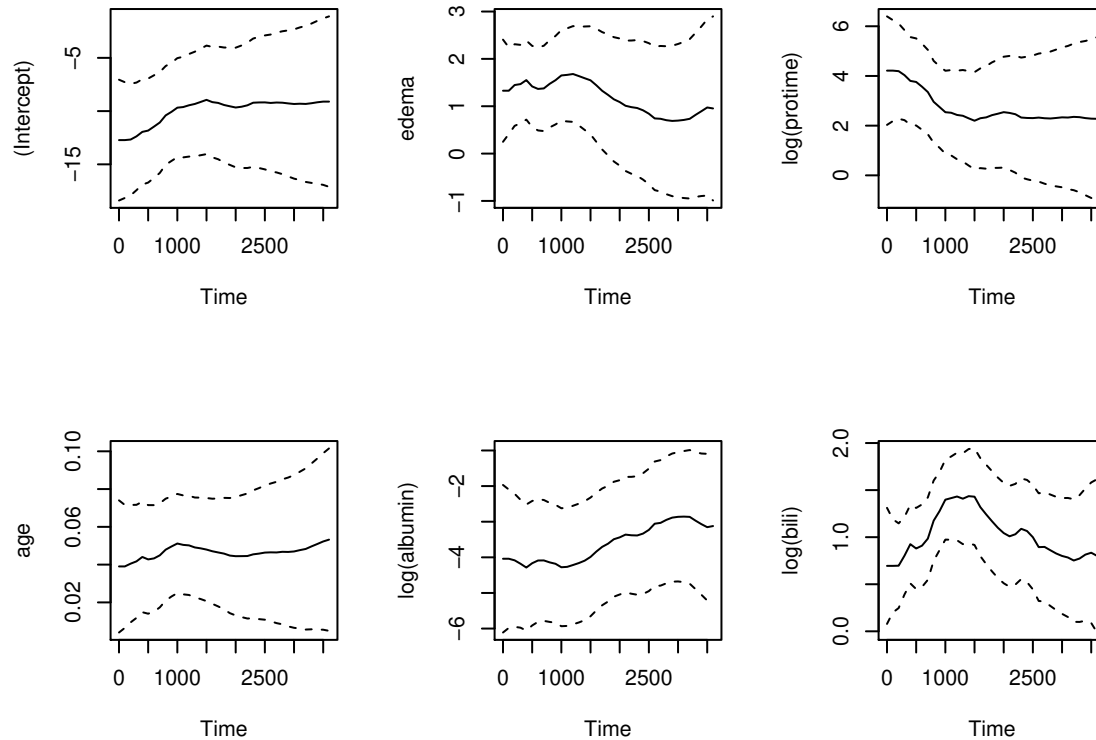 (Intercept)
-5
-15
0 1000 2500
Time
edema
3
2
1
0
-1
0 1000 2500
Time
log(protime)
6
4
2
0
0 1000 2500
Time
age
0.10
0.06
0.02
0 1000 2500
Time
log(albumin)
-2
-4
-6
0 1000 2500
Time
log(bili)
2.0
1.0
0.0
0 1000 2500
Time